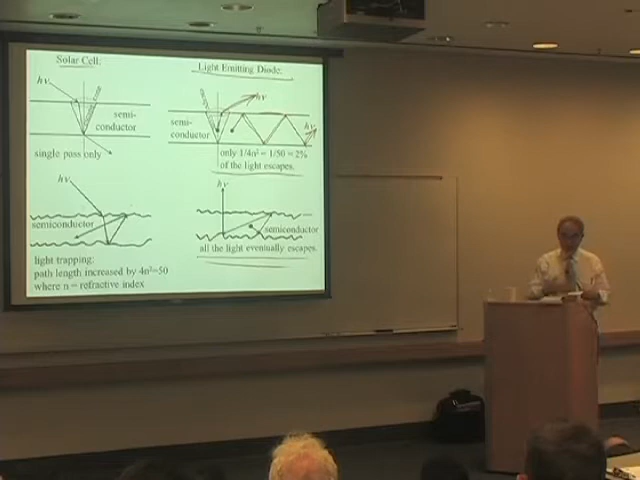 Solar Cell:
hν
semi-
conductor
single pass only
hν
semiconductor
light trapping:
path length increased by 4n²=50
where n = refractive index
Light Emitting Diode:
hν
semi-
conductor
hν
only 1/4n² = 1/50 = 2%
of the light escapes.
hν
semiconductor
all the light eventually escapes.